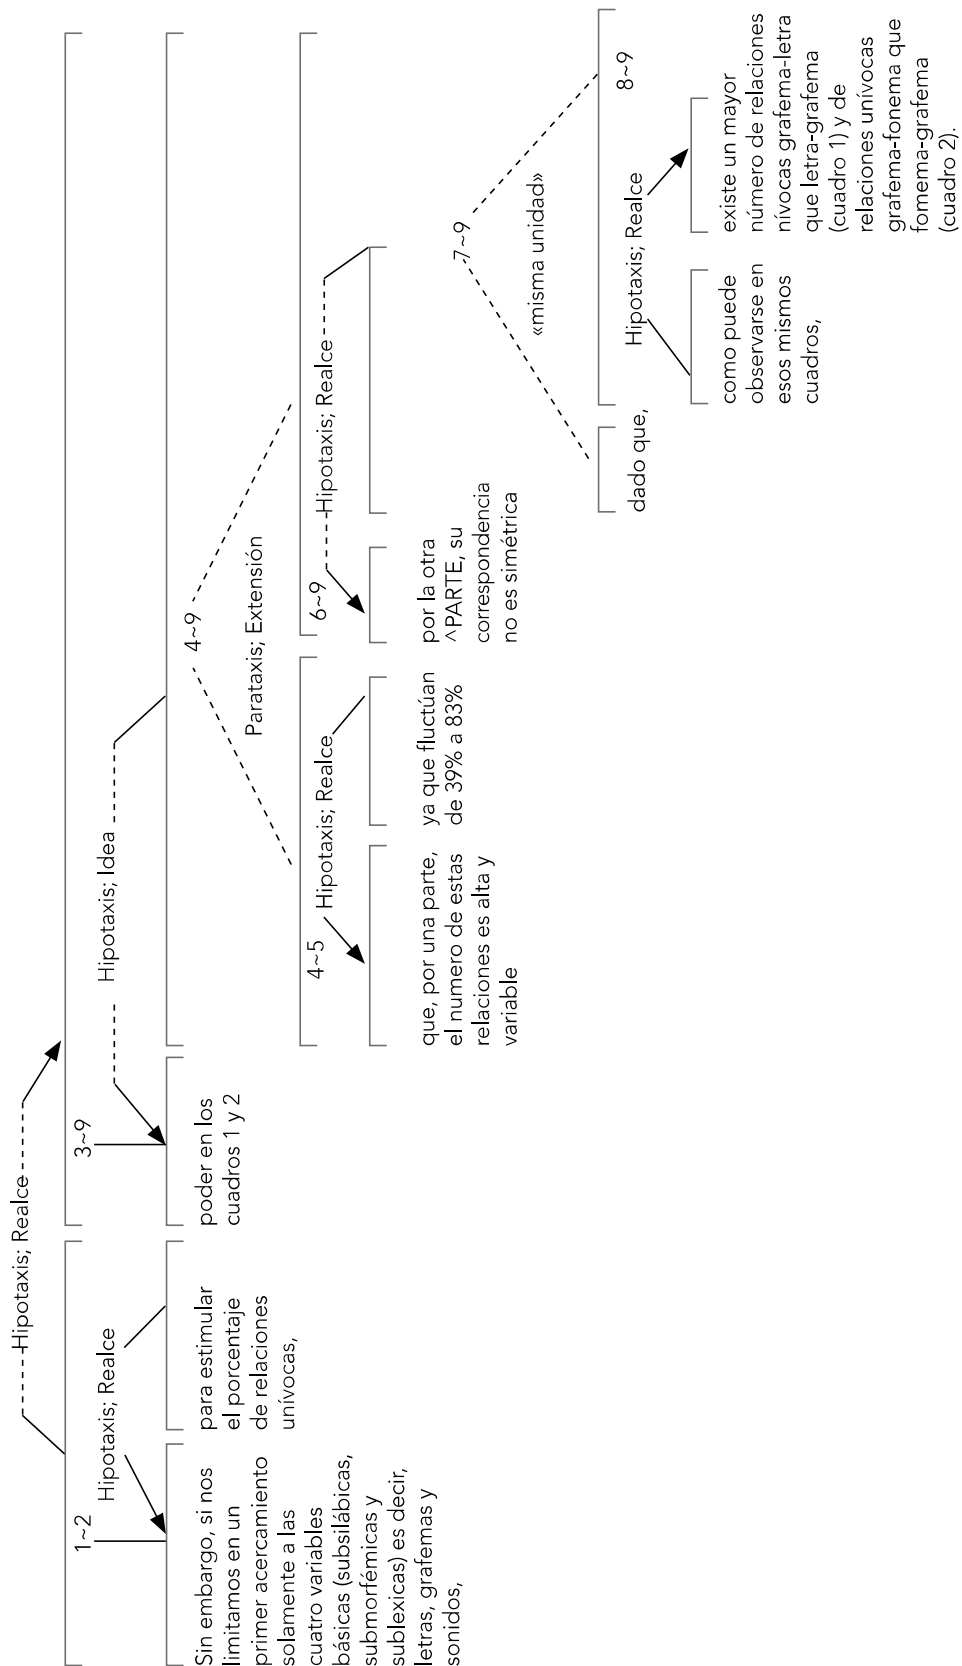 Hipotaxis; Realce
1~2
Hipotaxis; Realce
Sin embargo, si nos
limitamos en un
primer acercamiento
solamente a las
cuatro variables
básicas (subsilábicas,
submorfémicas y
sublexicas) es decir,
letras, grafemas y
sonidos,
para estimular
el porcentaje
de relaciones
unívocas,
3~9
Hipotaxis; Idea
poder en los
cuadros 1 y 2
4~9
Parataxis; Extensión
4~5
Hipotaxis; Realce
que, por una parte,
el numero de estas
relaciones es alta y
variable
ya que fluctúan
de 39% a 83%
6~9
Hipotaxis; Realce
por la otra
^PARTE, su
correspondencia
no es simétrica
7~9
«misma unidad»
dado que,
8~9
Hipotaxis; Realce
como puede
observarse en
esos mismos
cuadros,
existe un mayor
número de relaciones
nívocas grafema-letra
que letra-grafema
(cuadro 1) y de
relaciones unívocas
grafema-fonema que
fomema-grafema
(cuadro 2).